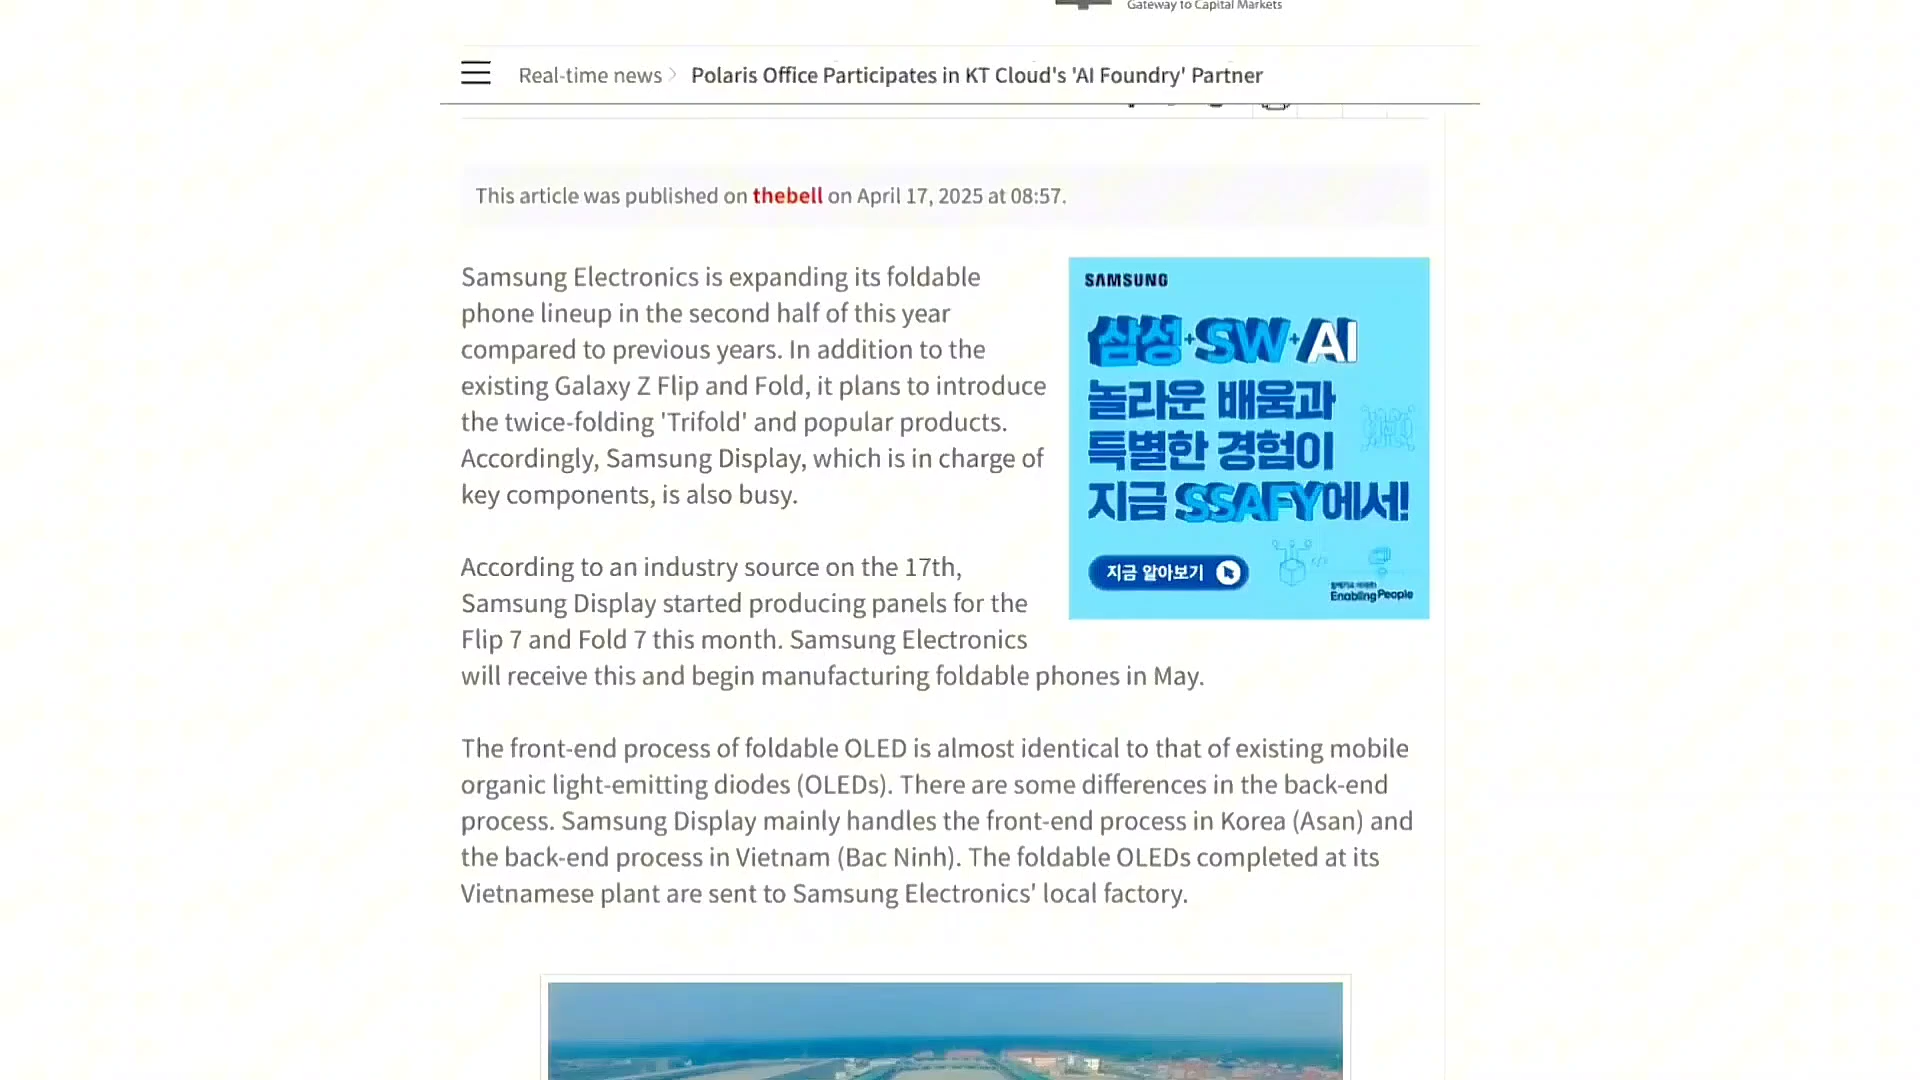 Gateway to Capital Markets
Real-time news
Polaris Office Participates in KT Cloud's 'AI Foundry' Partner
This article was published on thebell on April 17, 2025 at 08:57.
Samsung Electronics is expanding its foldable
phone lineup in the second half of this year
compared to previous years. In addition to the
existing Galaxy Z Flip and Fold, it plans to introduce
the twice-folding 'Trifold' and popular products.
Accordingly, Samsung Display, which is in charge of
key components, is also busy.
According to an industry source on the 17th,
Samsung Display started producing panels for the
Flip 7 and Fold 7 this month. Samsung Electronics
will receive this and begin manufacturing foldable phones in May.
The front-end process of foldable OLED is almost identical to that of existing mobile
organic light-emitting diodes (OLEDs). There are some differences in the back-end
process. Samsung Display mainly handles the front-end process in Korea (Asan) and
the back-end process in Vietnam (Bac Ninh). The foldable OLEDs completed at its
Vietnamese plant are sent to Samsung Electronics' local factory.
SAMSUNG
삼성+SW+AI
놀라운 배움과
특별한 경험이
지금 SSAFY에서!
지금 알아보기
Enabling People